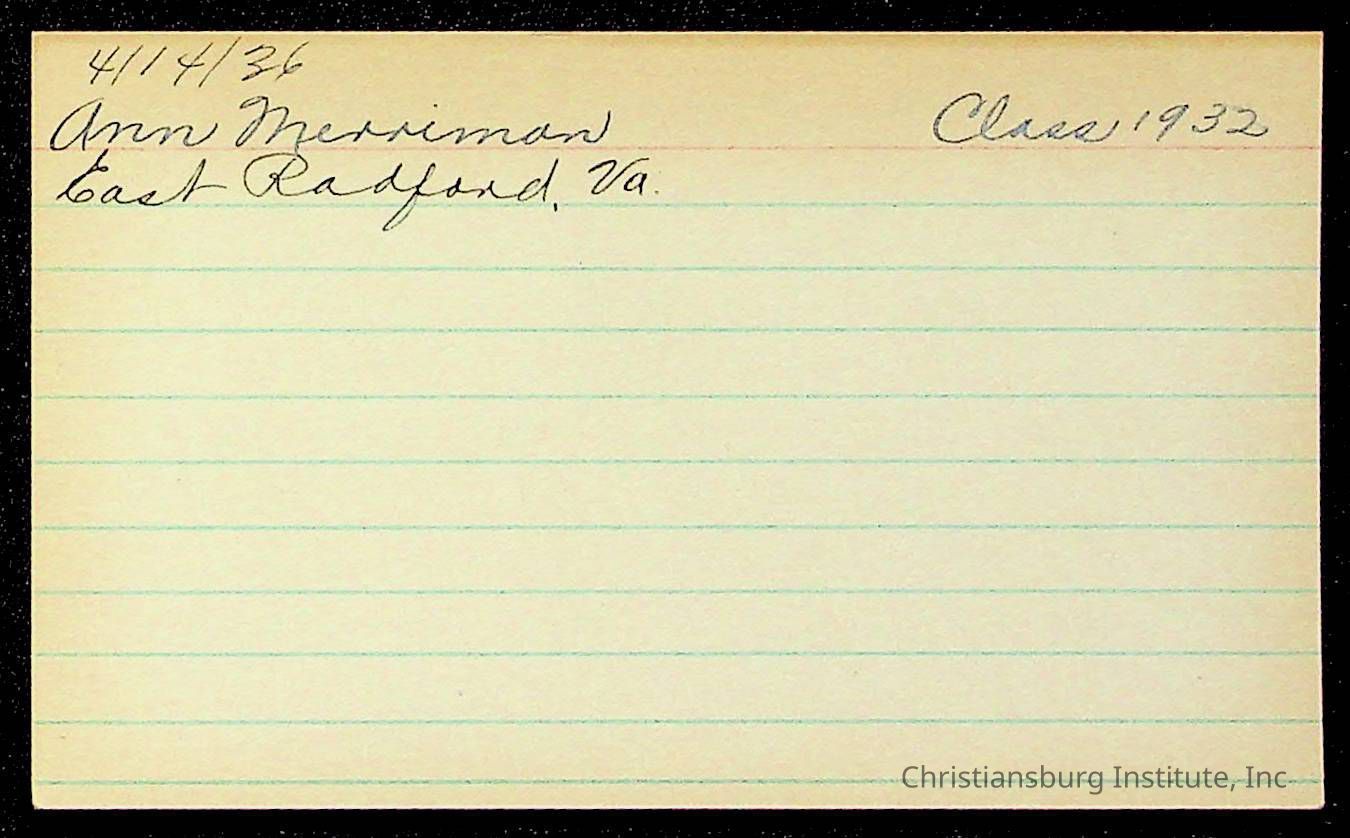 4/14/36
Ann Merriman Class 1932
East Radford, Va.
Christiansburg Institute, Inc